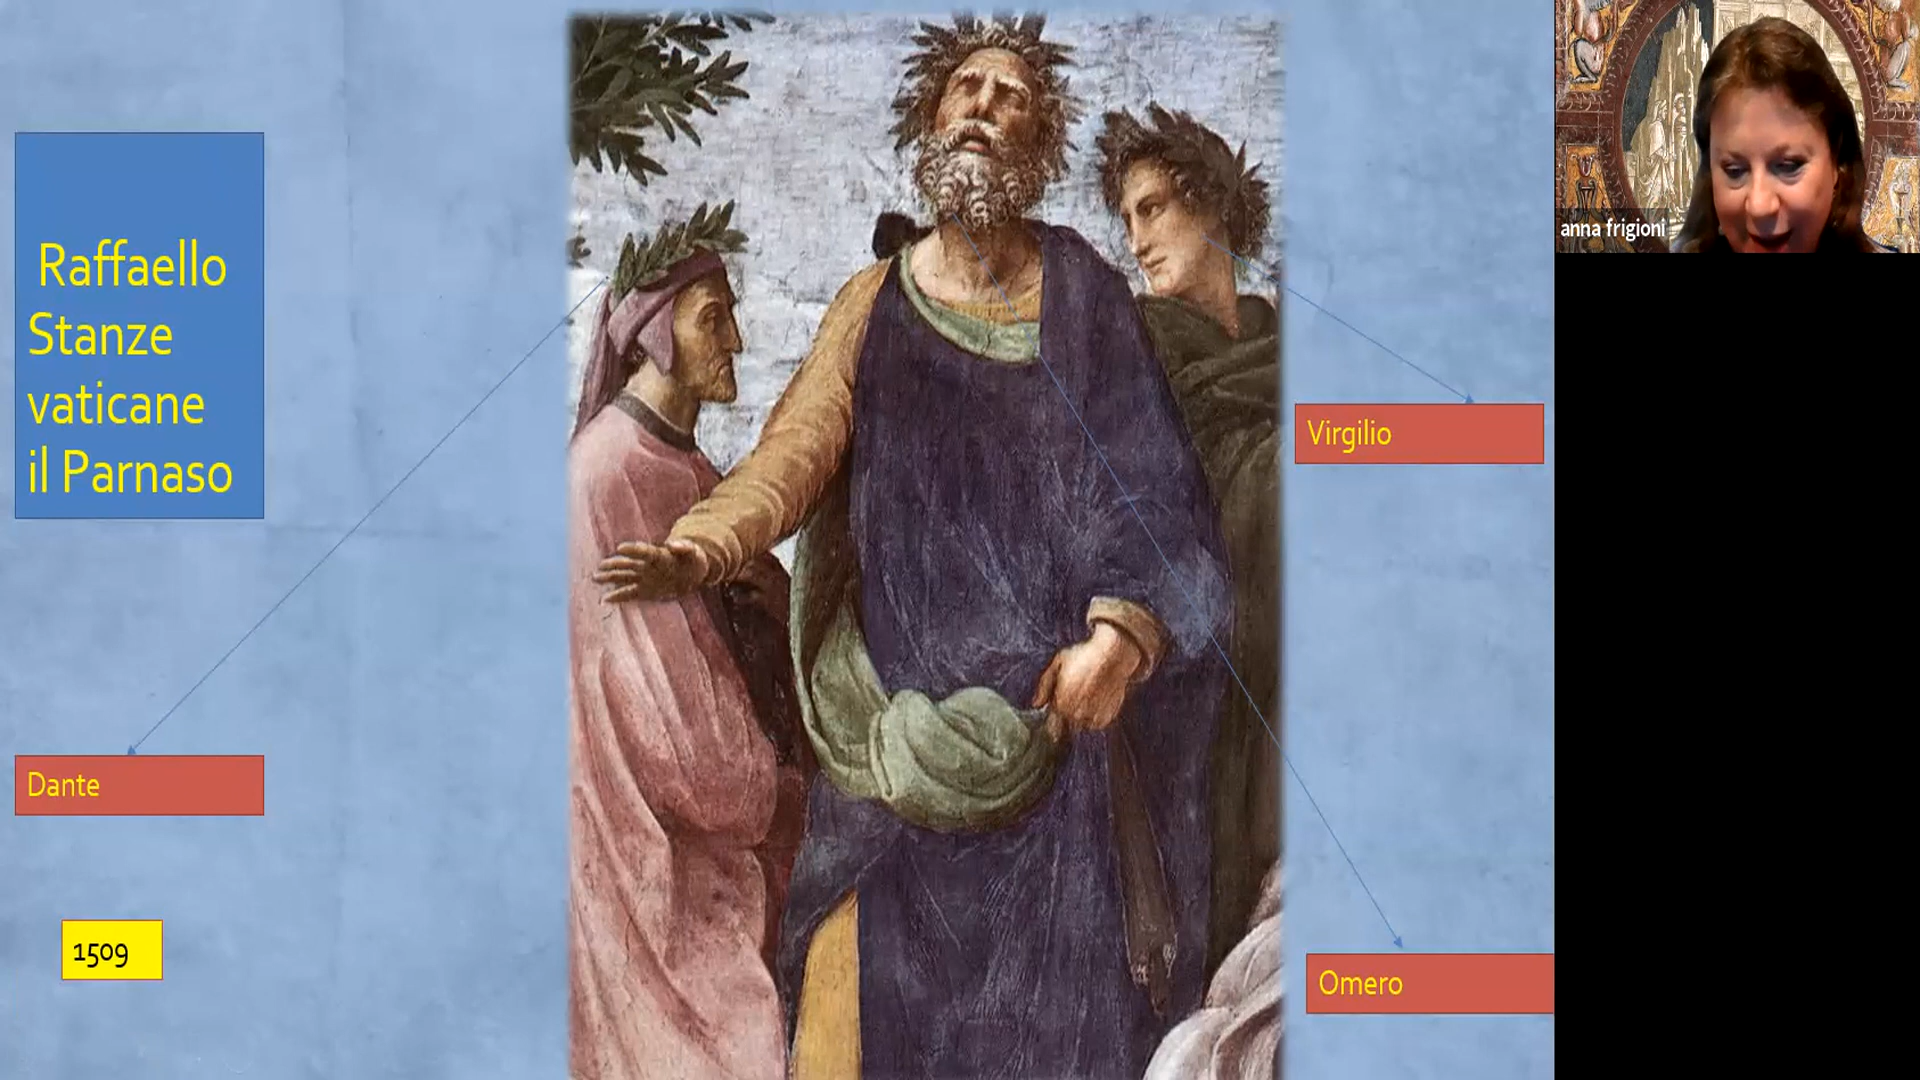 Raffaello
Stanze
vaticane
il Parnaso
Dante
1509
Virgilio
Omero
anna frigioni